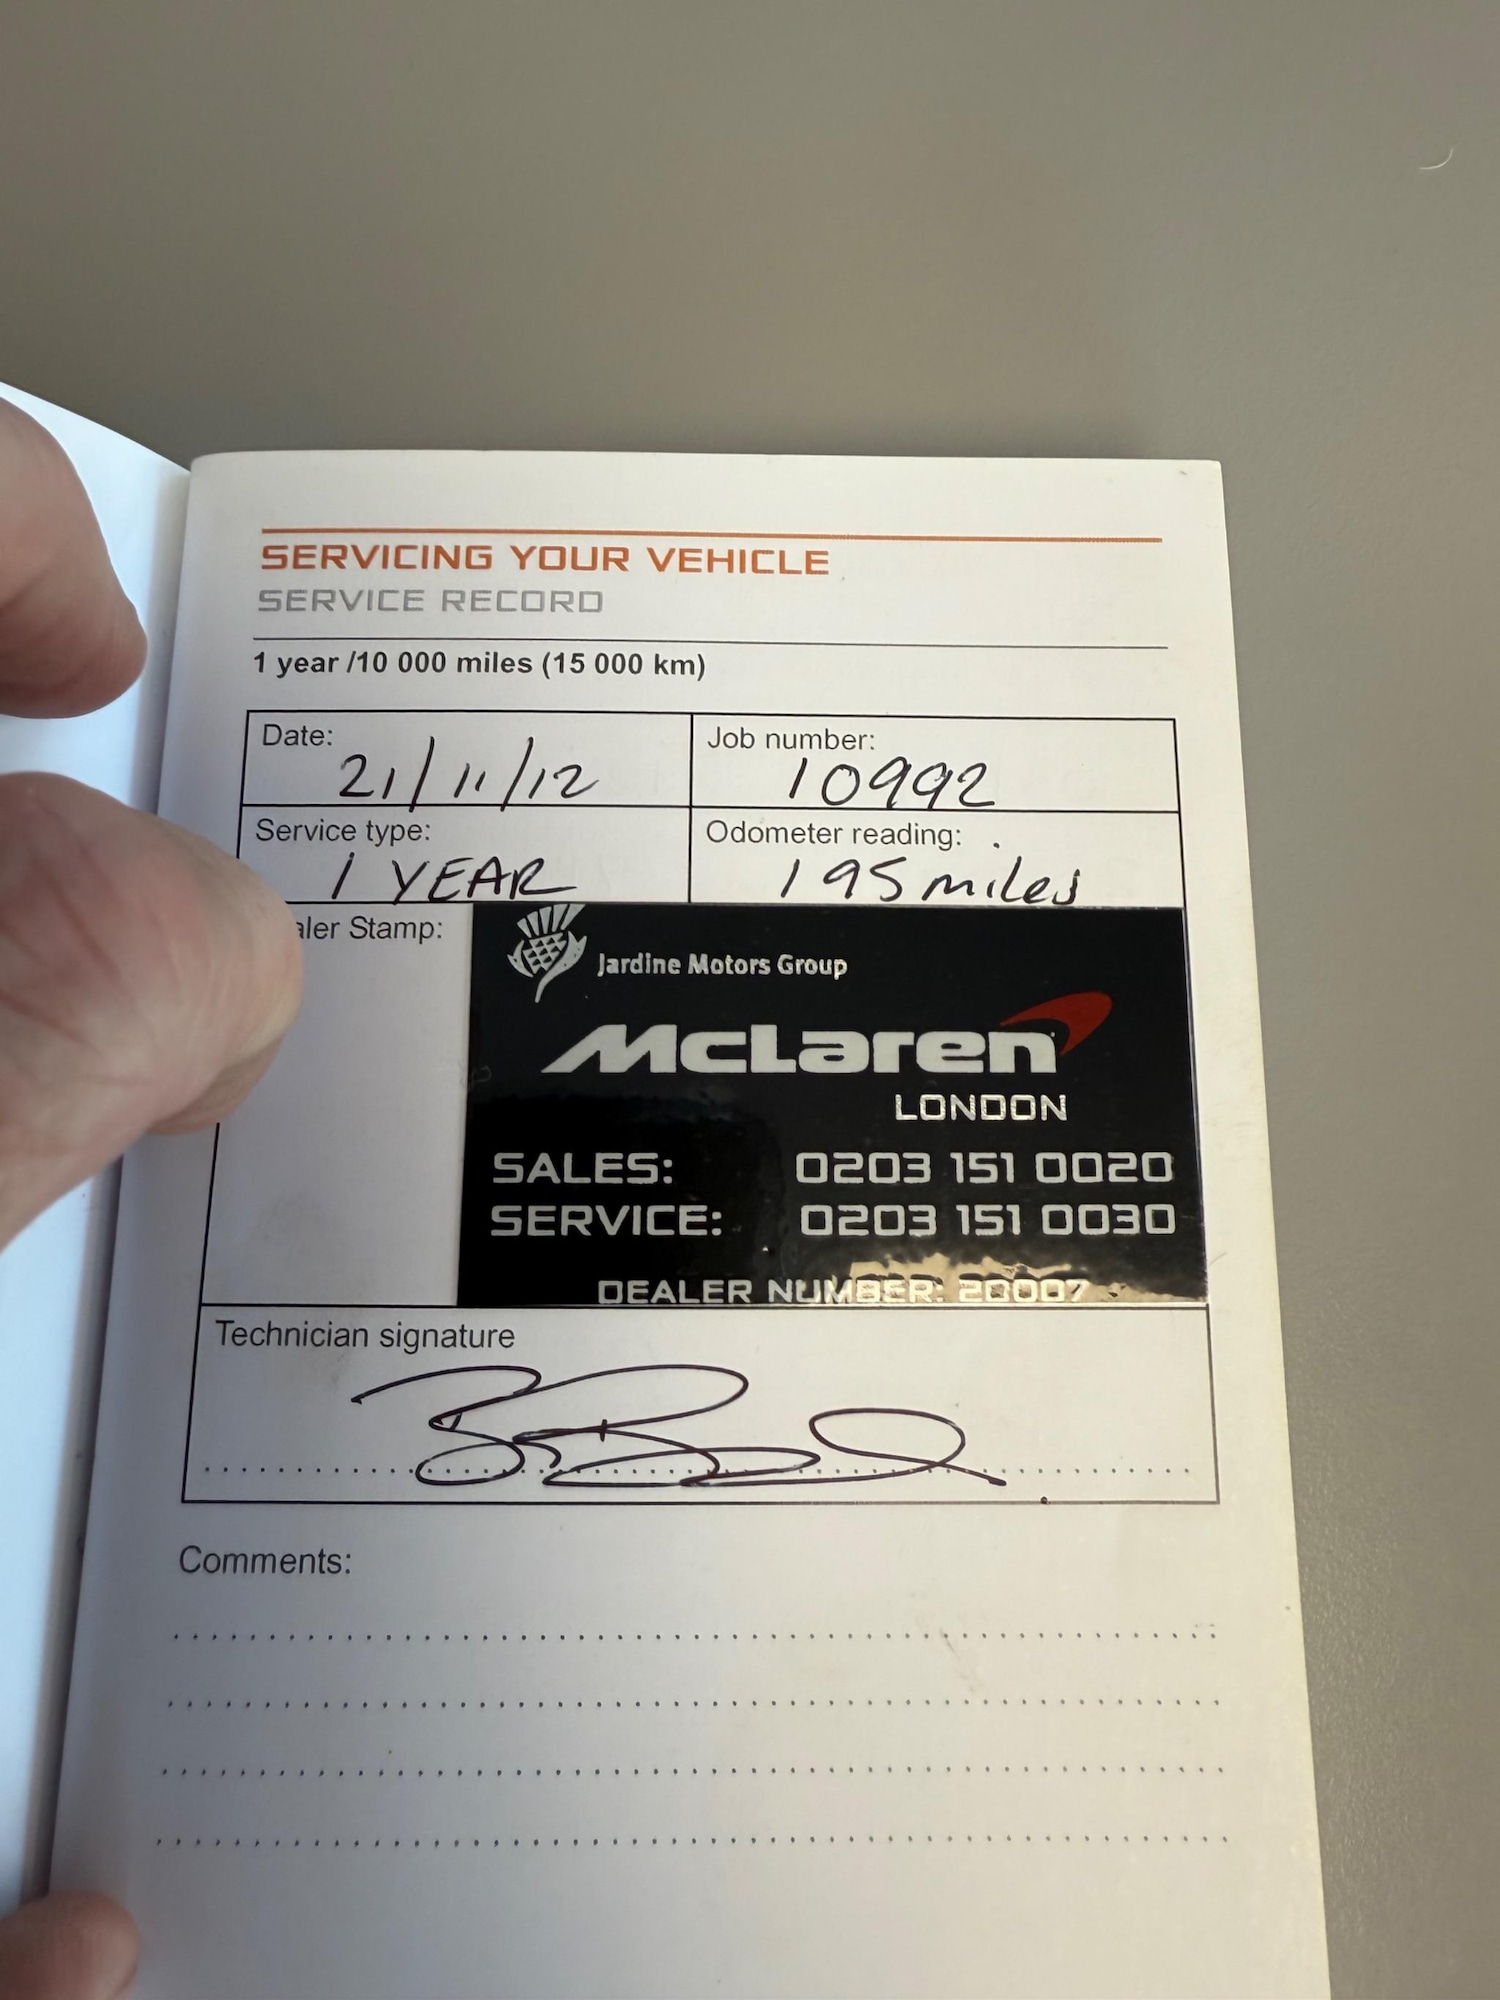 SERVICING YOUR VEHICLE
SERVICE RECORD
1 year /10 000 miles (15 000 km)
Date: 21/11/12
Job number: 10992
Service type: 1 YEAR
Odometer reading: 195 miles
aler Stamp:
Jardine Motors Group
McLaren
LONDON
SALES: 0203 151 0020
SERVICE: 0203 151 0030
DEALER NUMBER: 20007
Technician signature
Comments: